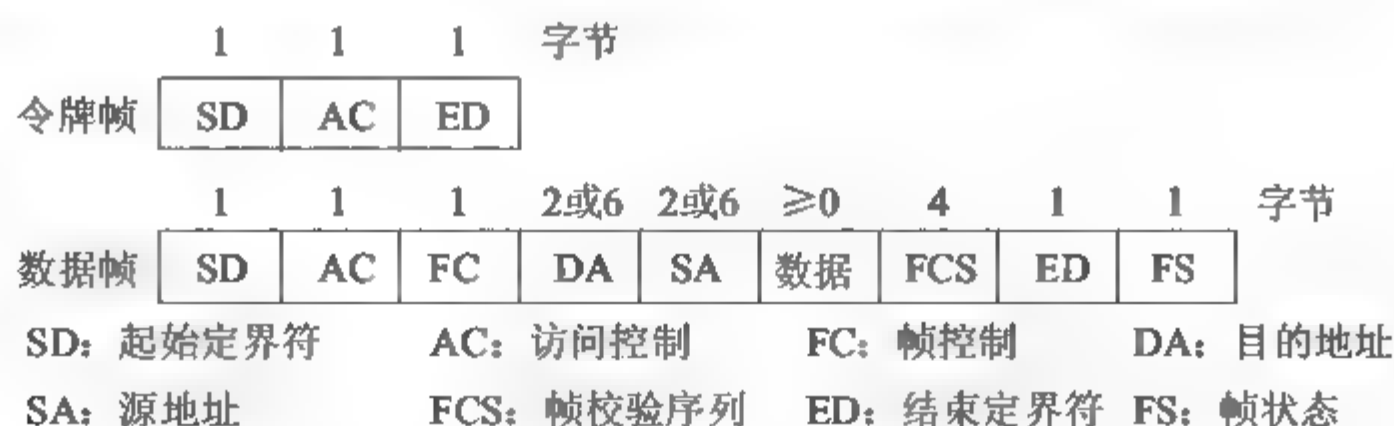 1 1 1 字节
令牌帧 SD AC ED
1 1 1 2或6 2或6 ≥0 4 1 1 字节
数据帧 SD AC FC DA SA 数据 FCS ED FS
SD：起始定界符 AC：访问控制 FC：帧控制 DA：目的地址
SA：源地址 FCS：帧校验序列 ED：结束定界符 FS：帧状态